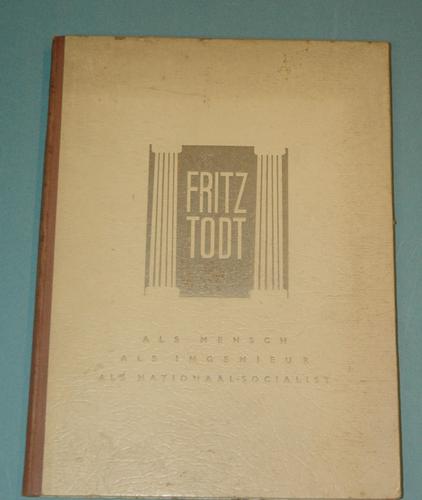 FRITZ
TODT
ALS MENSCH
ALS INGENIEUR
ALS NATIONAAL-SOCIALIST